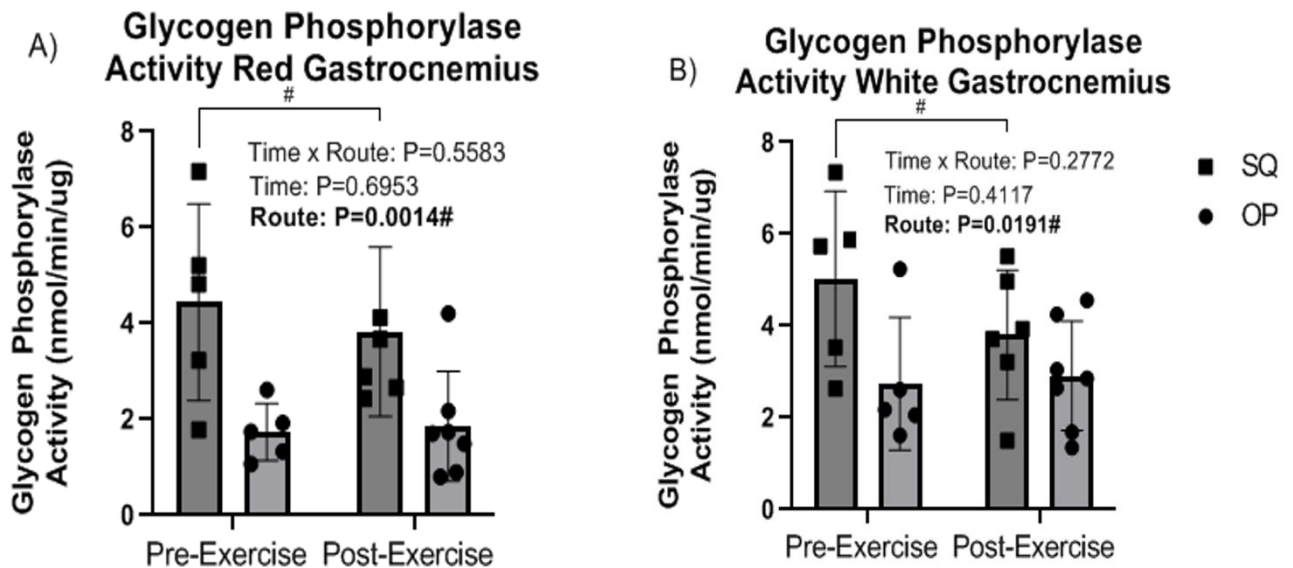 A)
Glycogen Phosphorylase
Activity Red Gastrocnemius
#
Time x Route: P=0.5583
Time: P=0.6953
Route: P=0.0014#
Glycogen Phosphorylase
Activity (nmol/min/ug)
8
6
4
2
0
Pre-Exercise Post-Exercise
B)
Glycogen Phosphorylase
Activity White Gastrocnemius
#
Time x Route: P=0.2772
Time: P=0.4117
Route: P=0.0191#
Glycogen Phosphorylase
Activity (nmol/min/ug)
8
6
4
2
0
Pre-Exercise Post-Exercise
SQ
OP